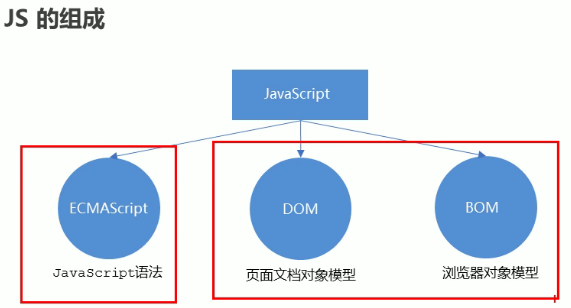 JS 的组成
JavaScript
ECMAScript
DOM
BOM
JavaScript语法
页面文档对象模型
浏览器对象模型